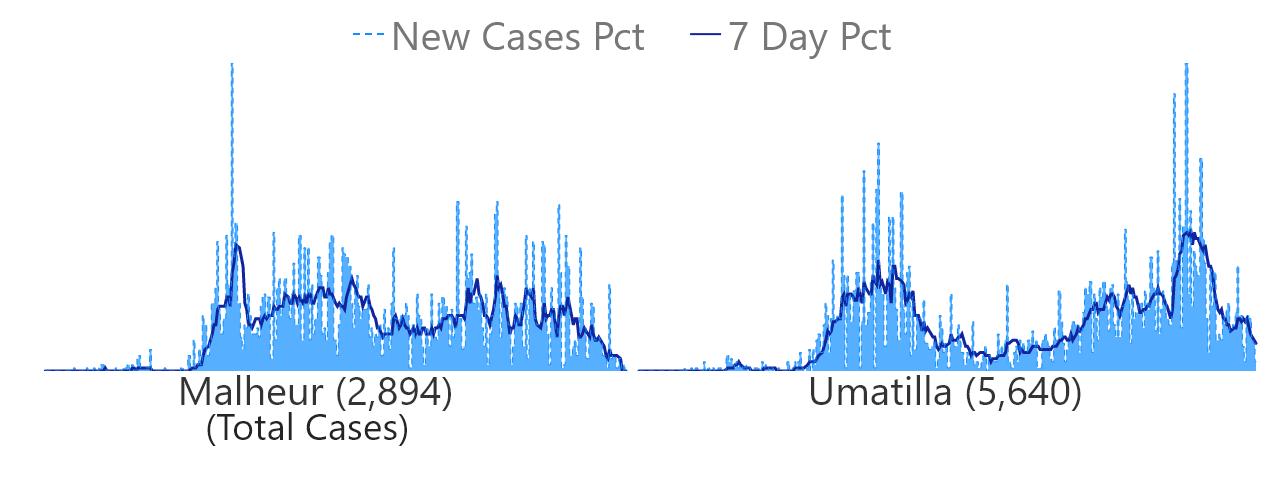 New Cases Pct 7 Day Pct
Malheur (2,894) Umatilla (5,640)
(Total Cases)